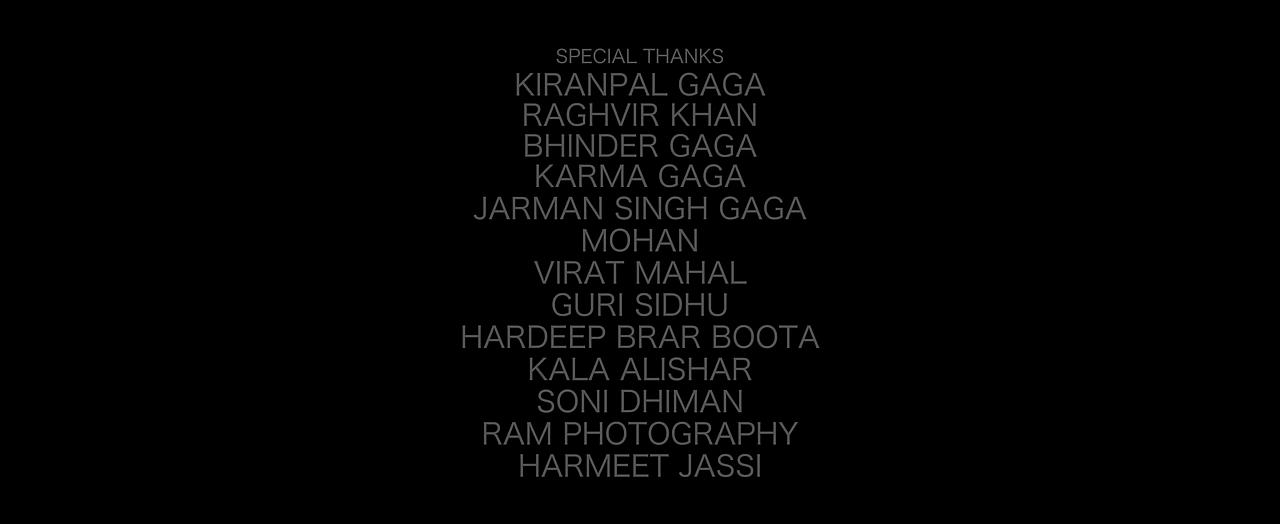 SPECIAL THANKS
KIRANPAL GAGA
RAGHVIR KHAN
BHINDER GAGA
KARMA GAGA
JARMAN SINGH GAGA
MOHAN
VIRAT MAHAL
GURI SIDHU
HARDEEP BRAR BOOTA
KALA ALISHAR
SONI DHIMAN
RAM PHOTOGRAPHY
HARMEET JASSI